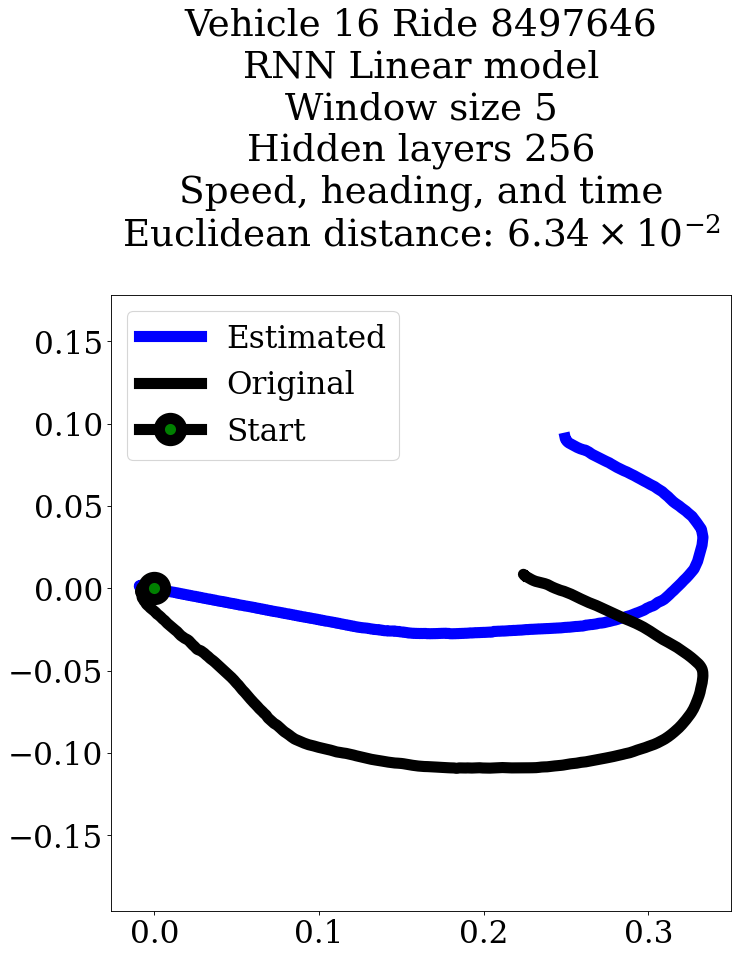 Vehicle 16 Ride 8497646
RNN Linear model
Window size 5
Hidden layers 256
Speed, heading, and time
Euclidean distance: 6.34 × 10⁻²
Estimated
Original
Start
0.15
0.10
0.05
0.00
−0.05
−0.10
−0.15
0.0 0.1 0.2 0.3